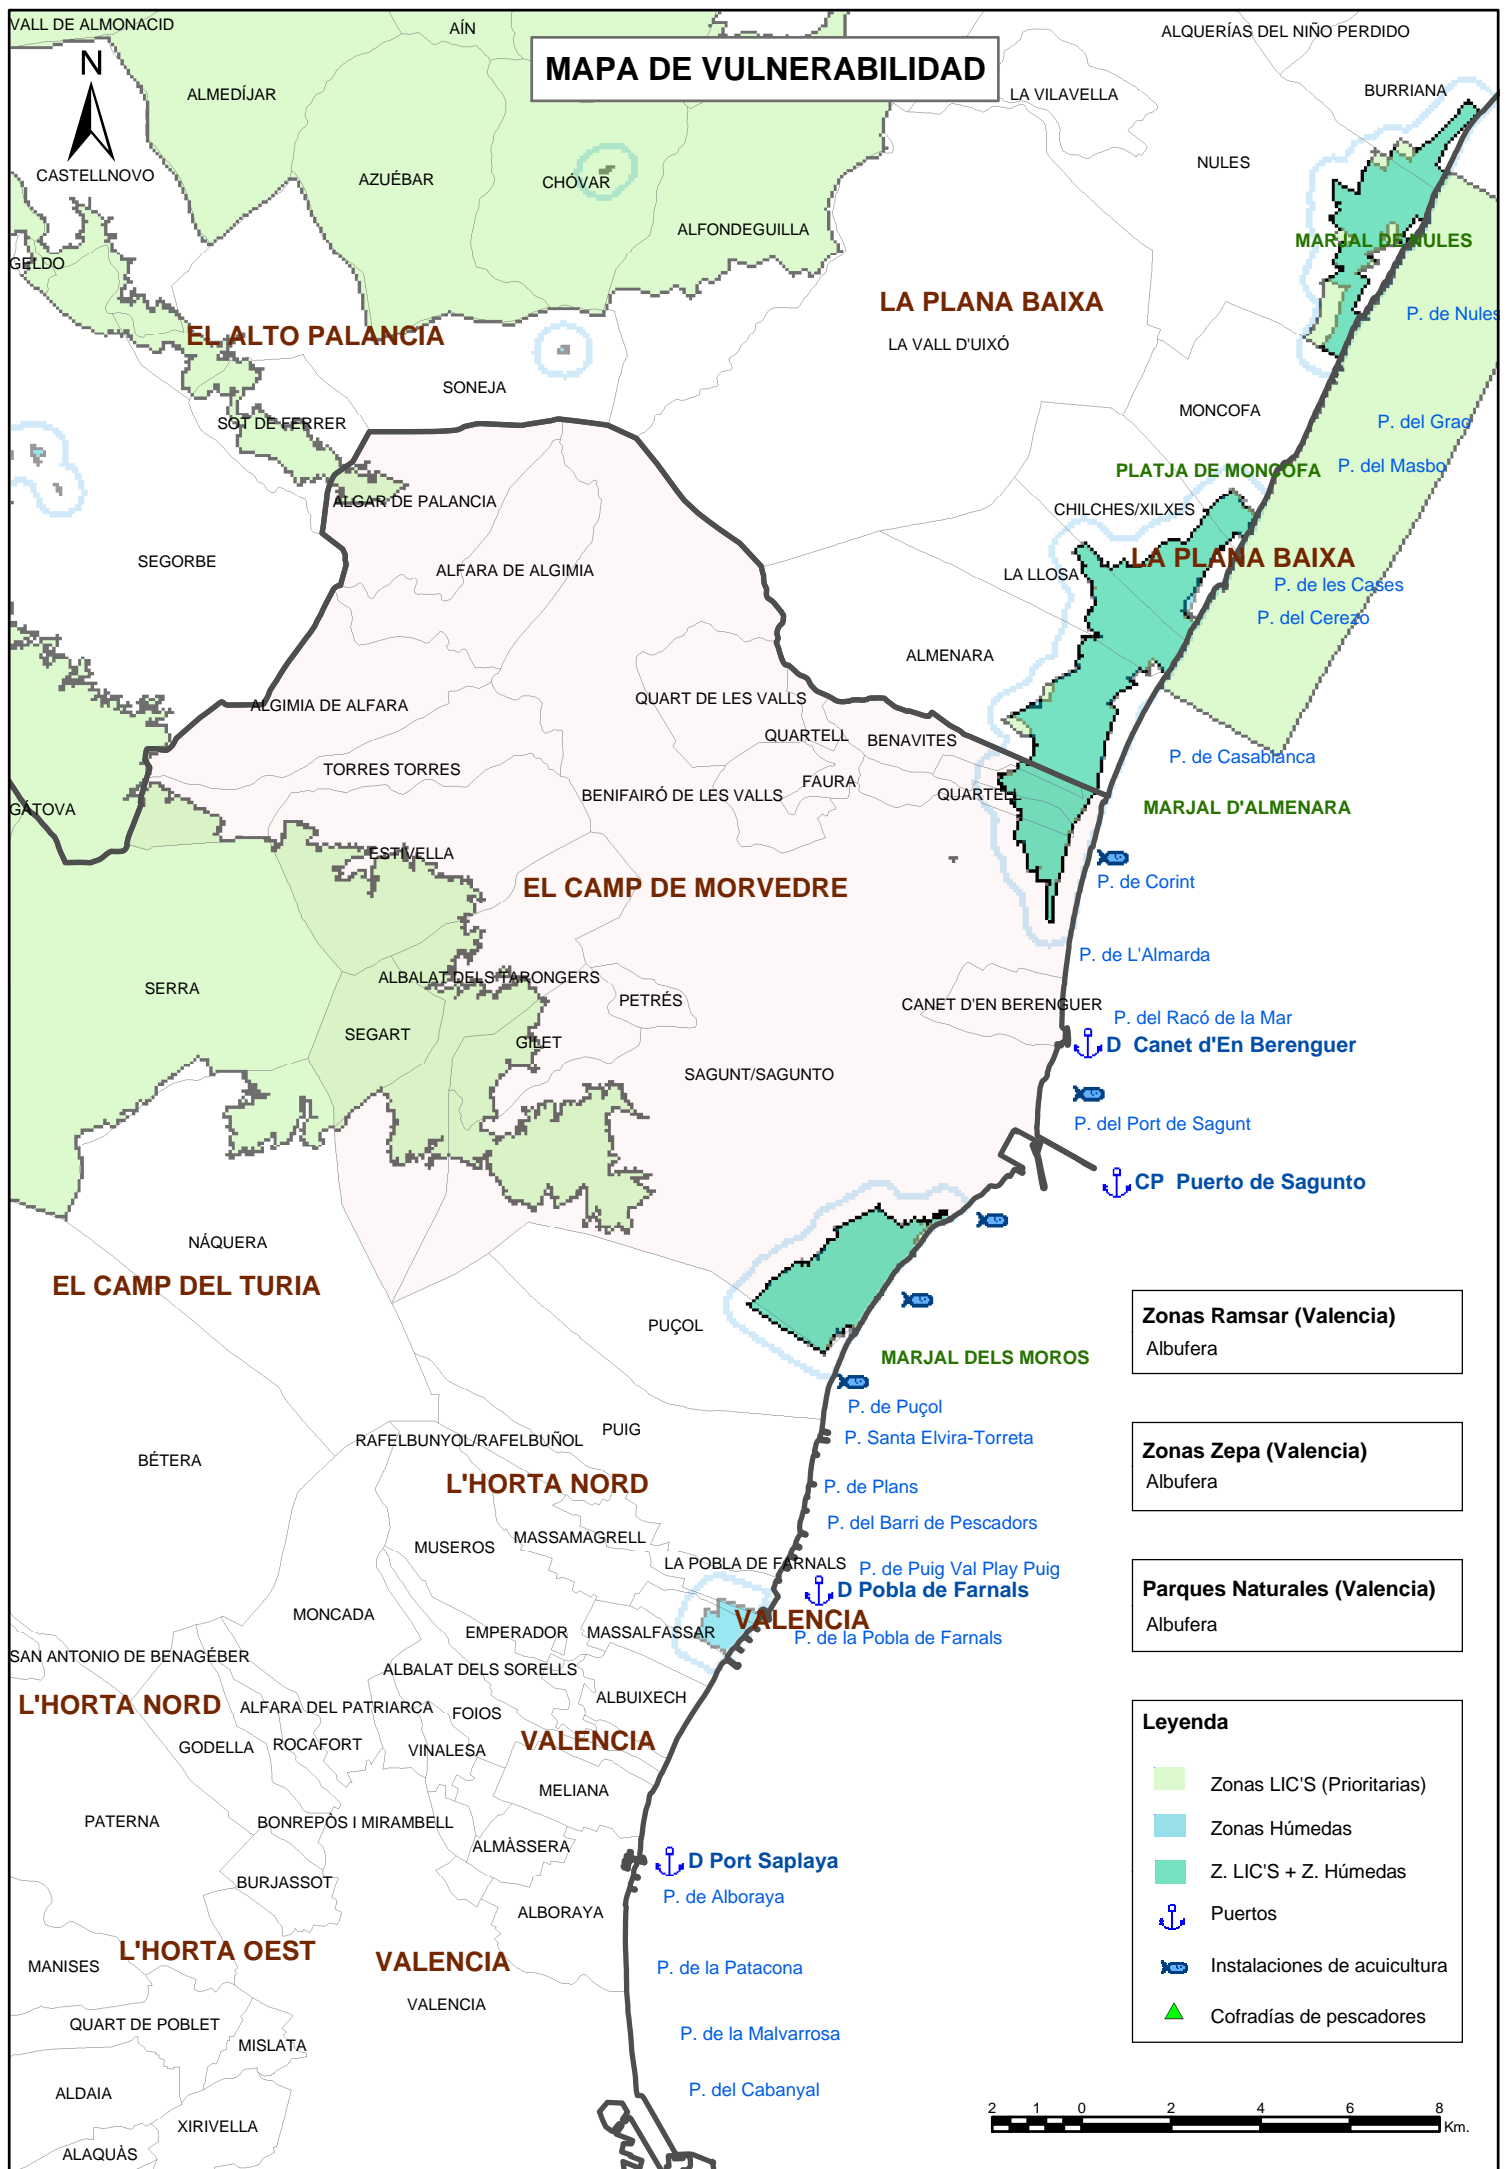 VALL DE ALMONACID
AÍN
ALQUERÍAS DEL NIÑO PERDIDO
MAPA DE VULNERABILIDAD
N
ALMEDÍJAR
LA VILAVELLA
BURRIANA
CASTELLNOVO
AZUÉBAR
CHÓVAR
NULES
ALFONDEGUILLA
MARJAL DE NULES
GELDO
LA PLANA BAIXA
P. de Nules
EL ALTO PALANCIA
LA VALL D'UIXÓ
SONEJA
MONCOFA
SOT DE FERRER
P. del Grao
PLATJA DE MONCOFA
P. del Masbo
ALGAR DE PALANCIA
CHILCHES/XILXES
SEGORBE
ALFARA DE ALGIMIA
LA PLANA BAIXA
LA LLOSA
P. de les Cases
P. del Cerezo
ALMENARA
ALGIMIA DE ALFARA
QUART DE LES VALLS
QUARTELL
BENAVITES
P. de Casablanca
TORRES TORRES
FAURA
BENIFAIRÓ DE LES VALLS
QUARTELL
GÁTOVA
MARJAL D'ALMENARA
ESTIVELLA
EL CAMP DE MORVEDRE
P. de Corint
P. de L'Almarda
ALBALAT DELS TARONGERS
SERRA
PETRÉS
CANET D'EN BERENGUER
P. del Racó de la Mar
SEGART
GILET
D Canet d'En Berenguer
SAGUNT/SAGUNTO
P. del Port de Sagunt
CP Puerto de Sagunto
NÁQUERA
EL CAMP DEL TURIA
Zonas Ramsar (Valencia)
Albufera
PUÇOL
MARJAL DELS MOROS
P. de Puçol
PUIG
RAFELBUNYOL/RAFELBUÑOL
P. Santa Elvira-Torreta
BÉTERA
Zonas Zepa (Valencia)
Albufera
L'HORTA NORD
P. de Plans
P. del Barri de Pescadors
MASSAMAGRELL
MUSEROS
LA POBLA DE FARNALS
P. de Puig Val Play Puig
D Pobla de Farnals
Parques Naturales (Valencia)
Albufera
MONCADA
VALENCIA
EMPERADOR
MASSALFASSAR
P. de la Pobla de Farnals
SAN ANTONIO DE BENAGÉBER
ALBALAT DELS SORELLS
ALBUIXECH
L'HORTA NORD
ALFARA DEL PATRIARCA
FOIOS
Leyenda
GODELLA
ROCAFORT
VINALESA
VALENCIA
Zonas LIC'S (Prioritarias)
MELIANA
PATERNA
BONREPÒS I MIRAMBELL
Zonas Húmedas
ALMÀSSERA
D Port Saplaya
Z. LIC'S + Z. Húmedas
BURJASSOT
P. de Alboraya
ALBORAYA
Puertos
L'HORTA OEST
VALENCIA
MANISES
P. de la Patacona
Instalaciones de acuicultura
VALENCIA
QUART DE POBLET
Cofradías de pescadores
MISLATA
P. de la Malvarrosa
ALDAIA
P. del Cabanyal
XIRIVELLA
2 1 0 2 4 6 8
Km.
ALAQUÀS